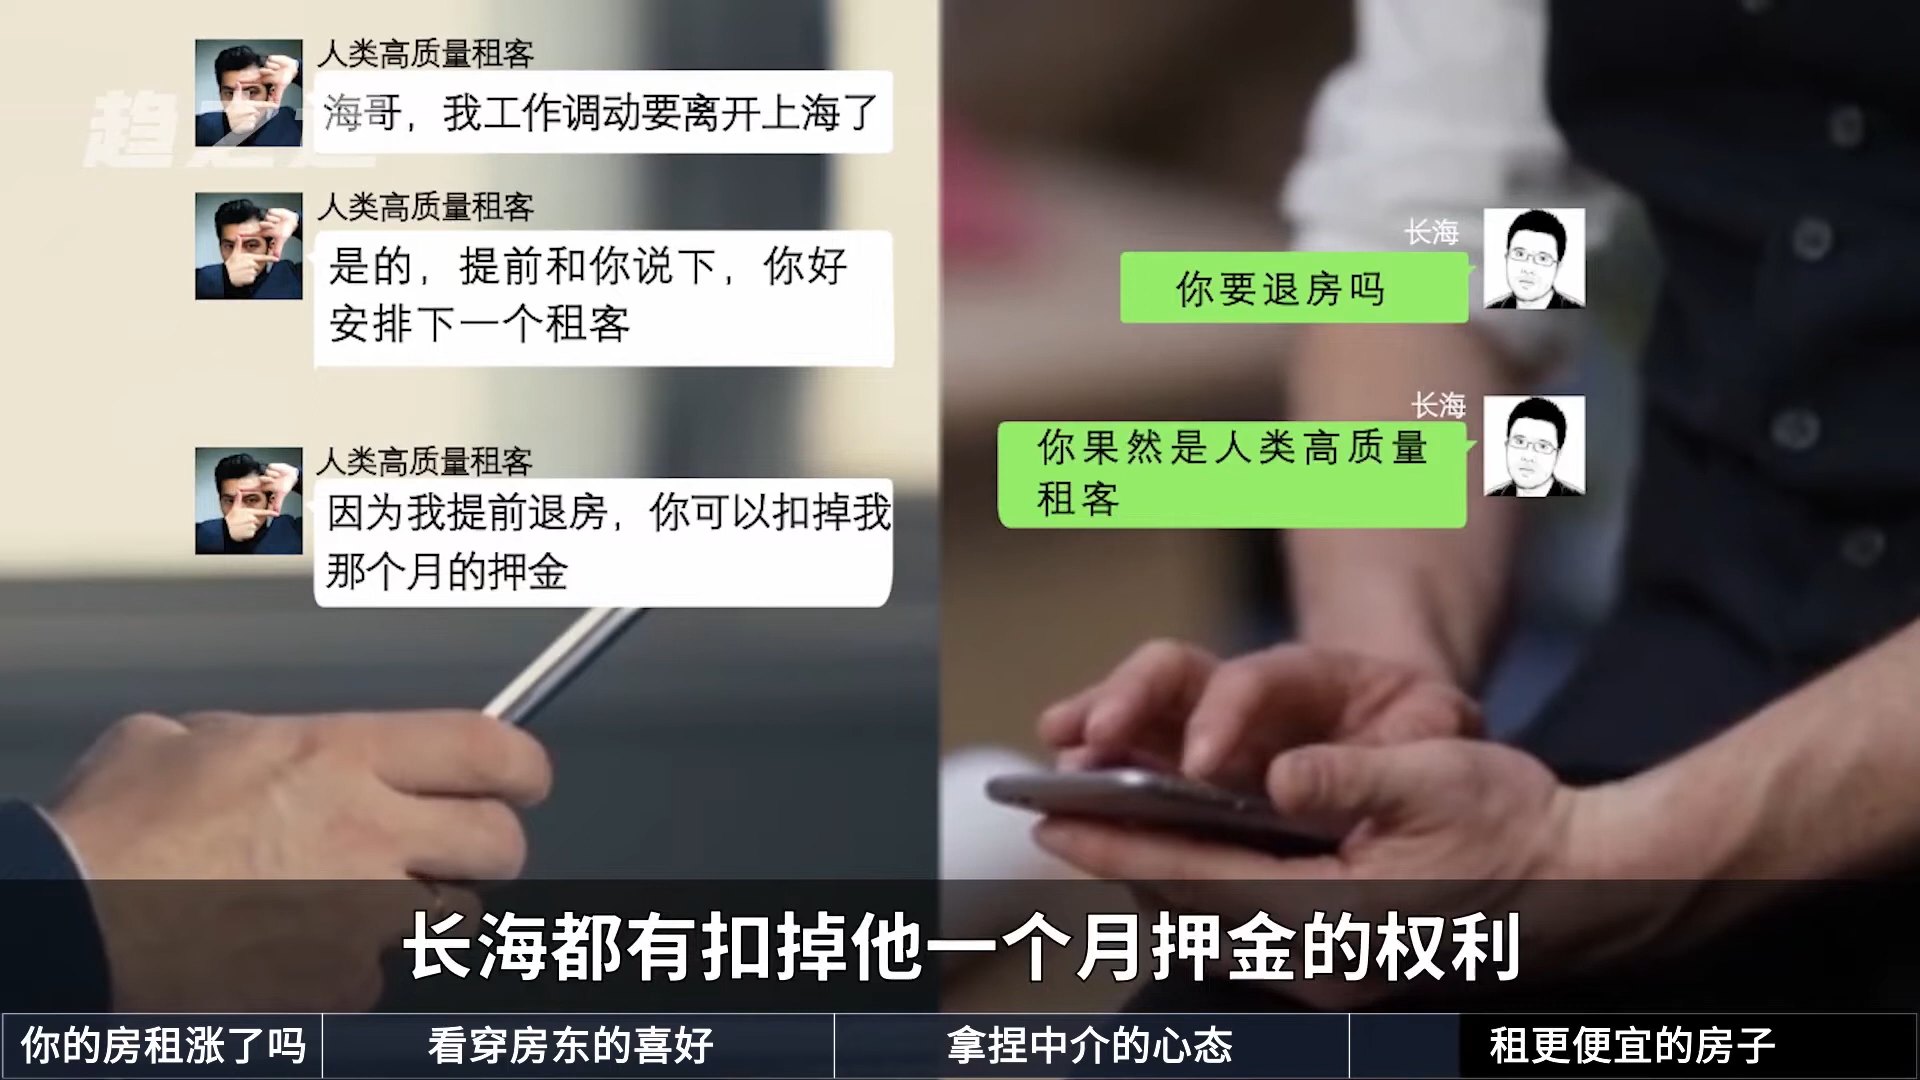 人类高质量租客
海哥，我工作调动要离开上海了
长海
你要退房吗
人类高质量租客
是的，提前和你说下，你好
安排下一个租客
长海
你果然是人类高质量
租客
人类高质量租客
因为我提前退房，你可以扣掉我
那个月的押金
长海都有扣掉他一个月押金的权利
你的房租涨了吗
看穿房东的喜好
拿捏中介的心态
租更便宜的房子